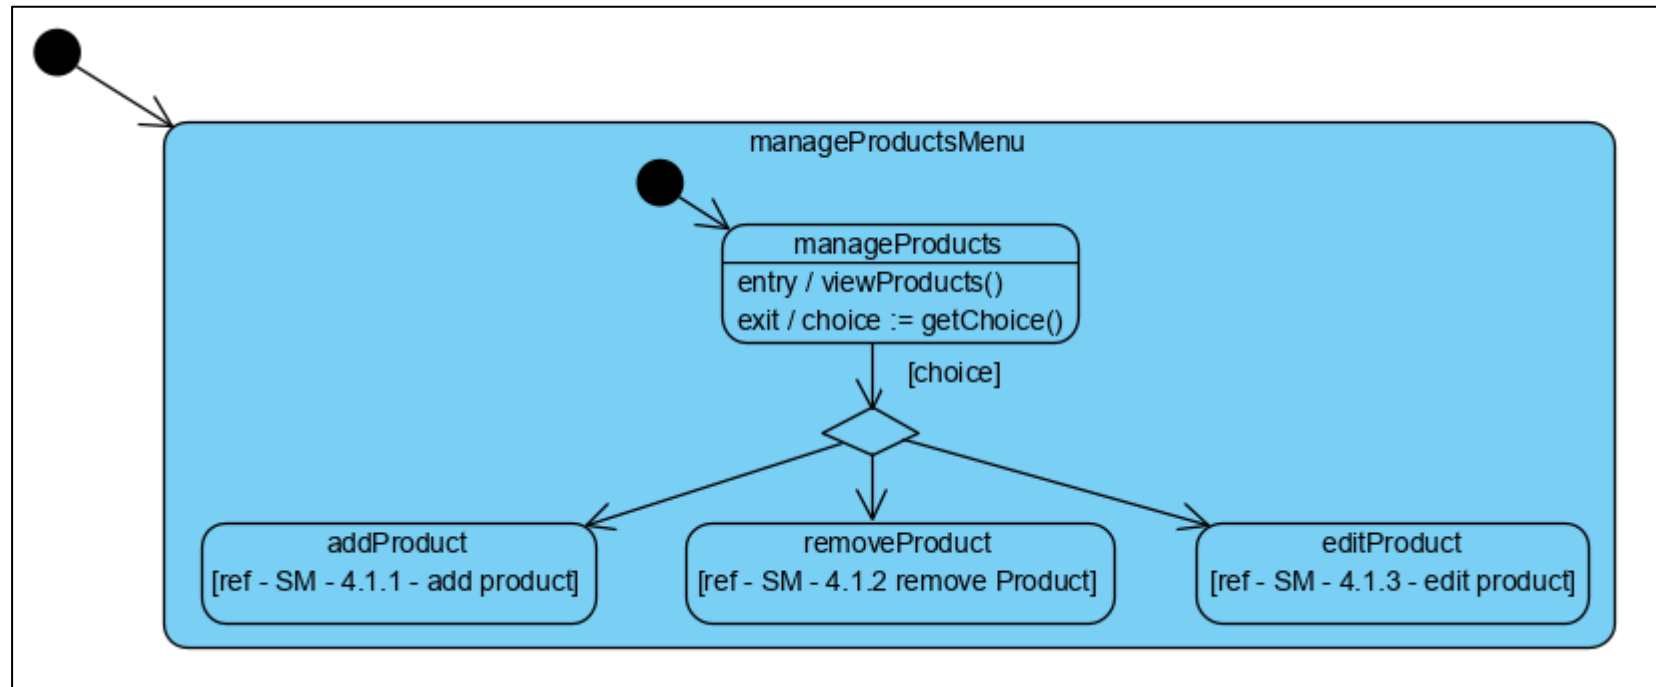 manageProductsMenu
manageProducts
entry / viewProducts()
exit / choice := getChoice()
[choice]
addProduct
[ref - SM - 4.1.1 - add product]
removeProduct
[ref - SM - 4.1.2 remove Product]
editProduct
[ref - SM - 4.1.3 - edit product]